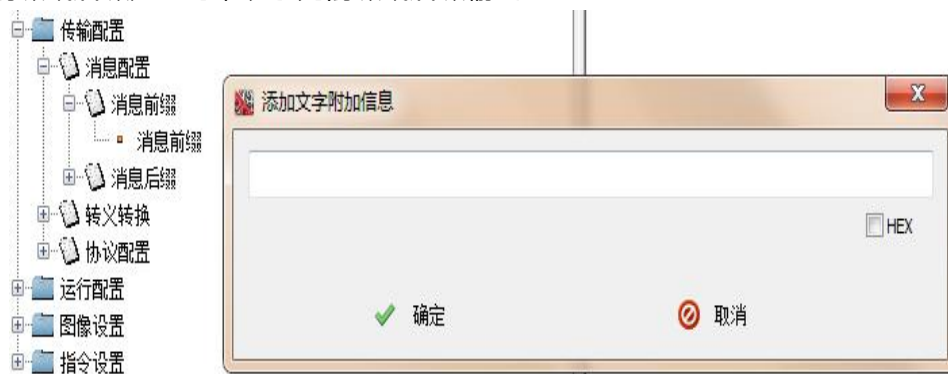 传输配置
消息配置
消息前缀
消息前缀
消息后缀
转义转换
协议配置
运行配置
图像设置
指令设置
添加文字附加信息
HEX
确定
取消